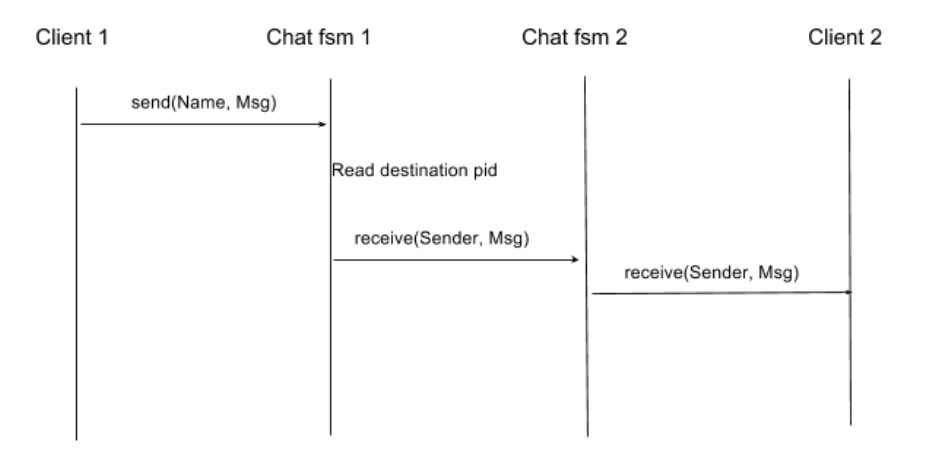 Client 1
Chat fsm 1
Chat fsm 2
Client 2
send(Name, Msg)
Read destination pid
receive(Sender, Msg)
receive(Sender, Msg)